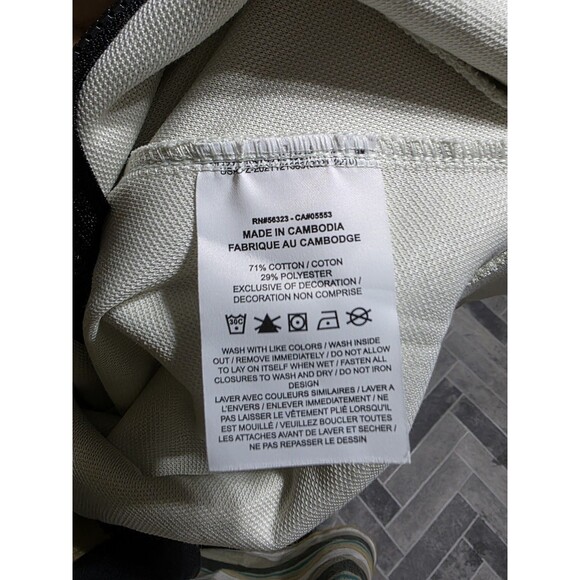 RN#56323 - CA#05553
MADE IN CAMBODIA
FABRIQUE AU CAMBODGE
71% COTTON / COTON
29% POLYESTER
EXCLUSIVE OF DECORATION /
DECORATION NON COMPRISE
30C
WASH WITH LIKE COLORS / WASH INSIDE
OUT / REMOVE IMMEDIATELY / DO NOT ALLOW
TO LAY ON ITSELF WHEN WET / FASTEN ALL
CLOSURES TO WASH AND DRY / DO NOT IRON
DESIGN
LAVER AVEC COULEURS SIMILAIRES / LAVER A
L'ENVERS / ENLEVER IMMEDIATEMENT / NE
PAS LAISSER LE VÊTEMENT PLIÉ LORSQU'IL
EST MOUILLÉ / VEUILLEZ BOUCLER TOUTES
LES ATTACHES AVANT DE LAVER ET SECHER /
NE PAS REPASSER LE DESSIN